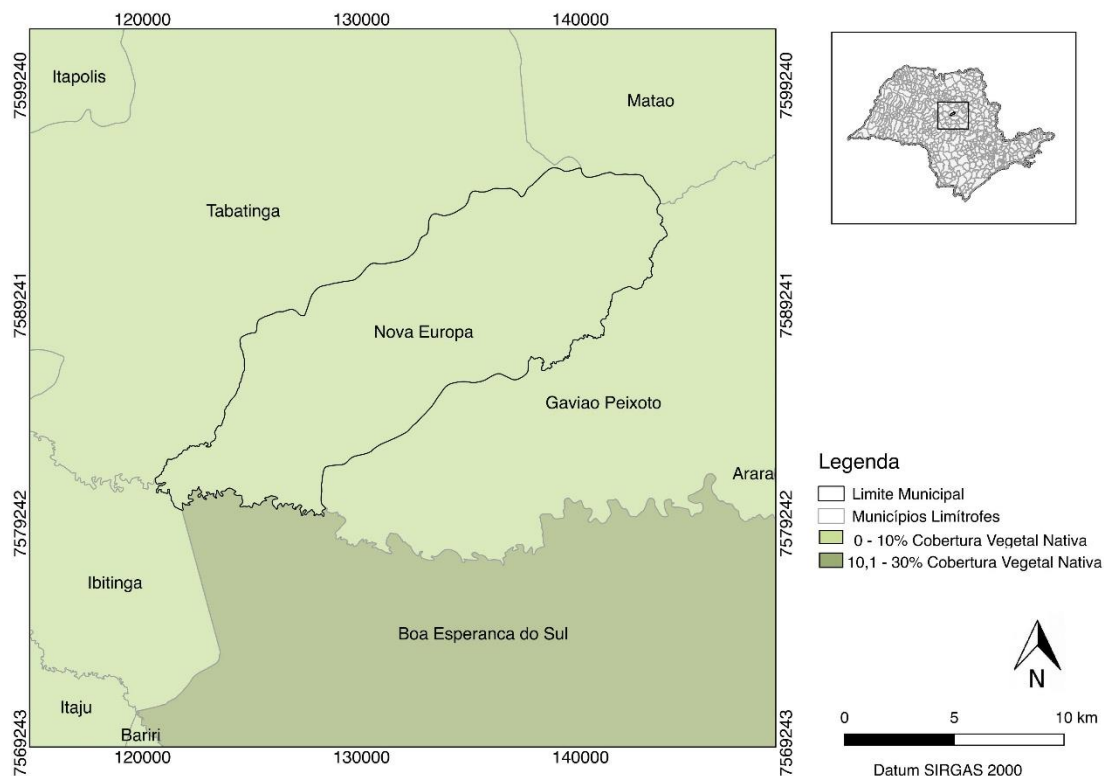 120000
130000
140000
7599240
7599240
Itapolis
Matao
Tabatinga
7589241
7589241
Nova Europa
Gaviao Peixoto
Ararai
7579242
7579242
Ibitinga
Boa Esperanca do Sul
Itaju
Bariri
7569243
7569243
120000
130000
140000
Legenda
Limite Municipal
Municípios Limítrofes
0 - 10% Cobertura Vegetal Nativa
10,1 - 30% Cobertura Vegetal Nativa
N
0
5
10 km
Datum SIRGAS 2000